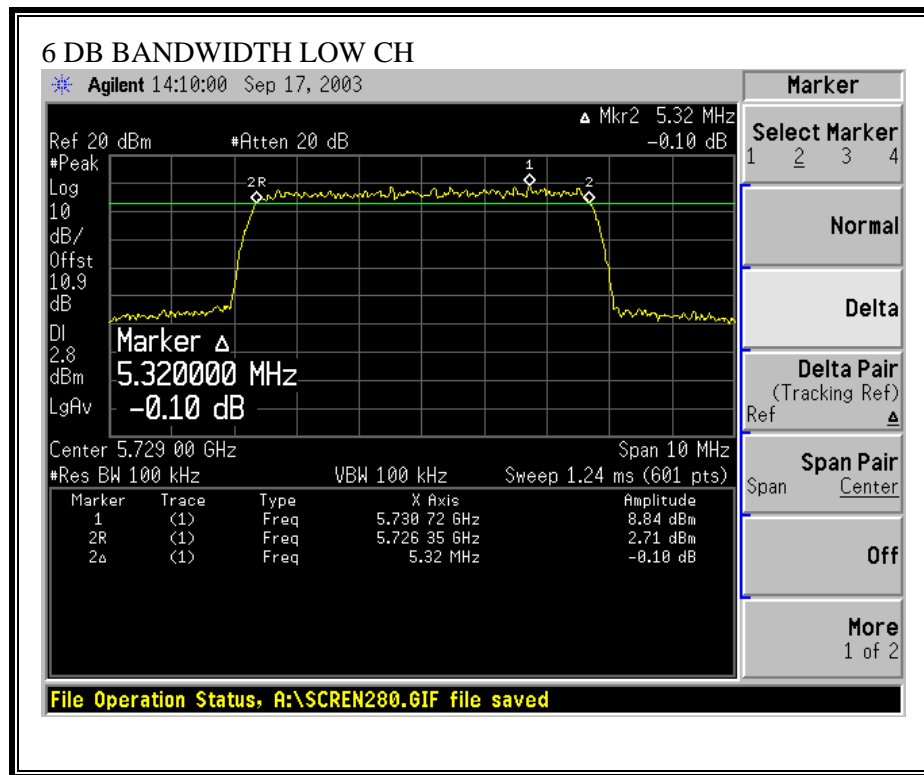 6 DB BANDWIDTH LOW CH
Agilent 14:10:00 Sep 17, 2003
Marker
Δ Mkr2 5.32 MHz
Ref 20 dBm #Atten 20 dB -0.10 dB
#Peak
Log
10
dB/
Offst
10.9
dB
DI
2.8
dBm
LgAv
1
2R
2
Marker Δ
5.320000 MHz
-0.10 dB
Center 5.729 00 GHz Span 10 MHz
#Res BW 100 kHz VBW 100 kHz Sweep 1.24 ms (601 pts)
Marker Trace Type X Axis Amplitude
1 (1) Freq 5.730 72 GHz 8.84 dBm
2R (1) Freq 5.726 35 GHz 2.71 dBm
2Δ (1) Freq 5.32 MHz -0.10 dB
Select Marker
1 2 3 4
Normal
Delta
Delta Pair
(Tracking Ref)
Ref Δ
Span Pair
Span Center
Off
More
1 of 2
File Operation Status, A:\SCREN280.GIF file saved